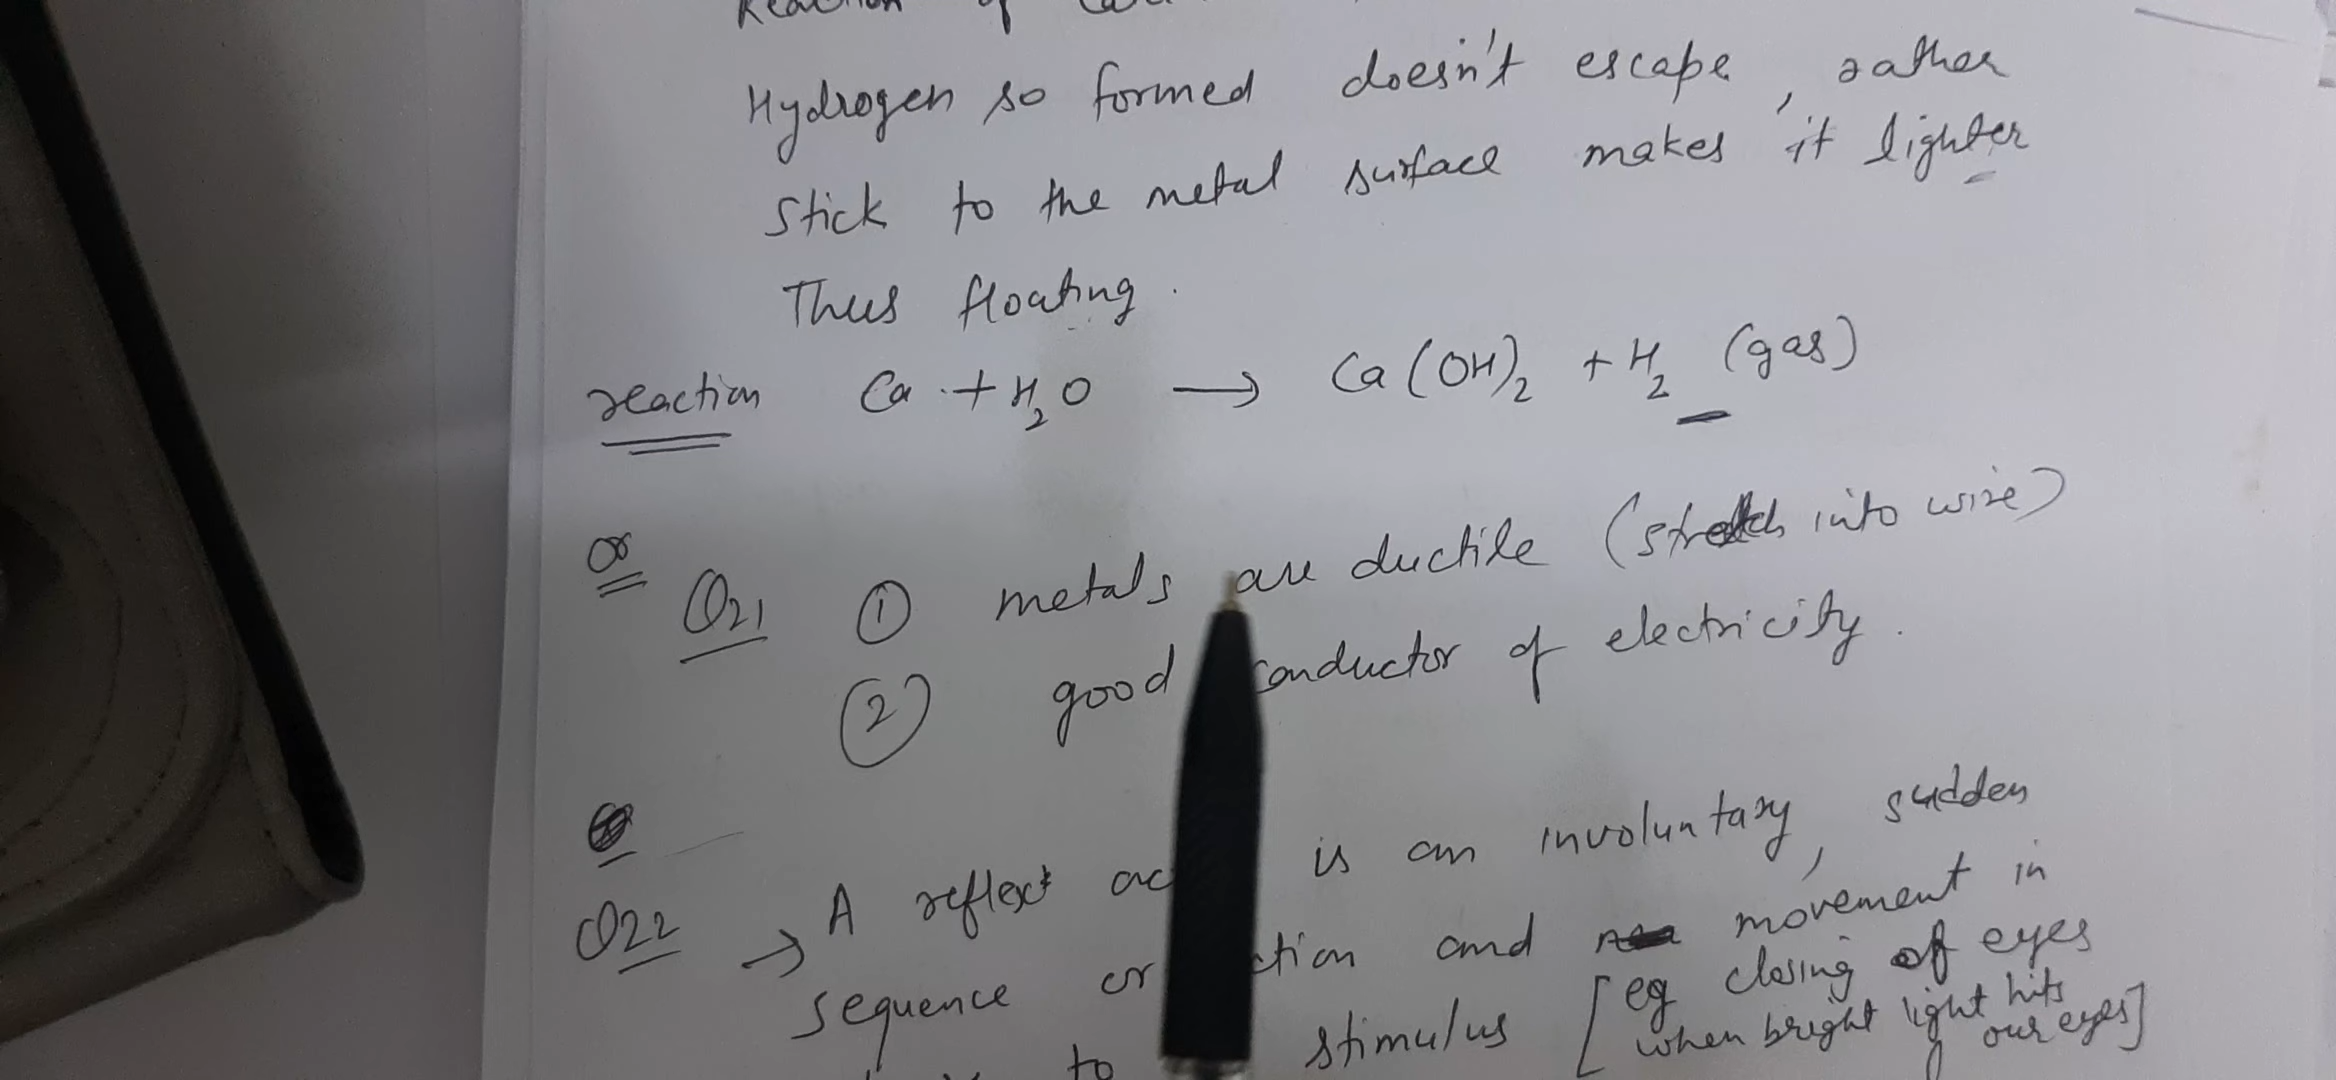 Reaction of
Hydrogen so formed doesn't escape, rather
stick to the metal surface makes it lighter
Thus floating.
reaction Ca + H₂O → Ca(OH)₂ + H₂ (gas)
or
Q21 ① metals are ductile (stretch into wire)
② good conductor of electricity.
Q22 → A reflex is an involuntary, sudden
sequence and movement in
to stimulus [eg closing of eyes
when bright light hits
our eyes]